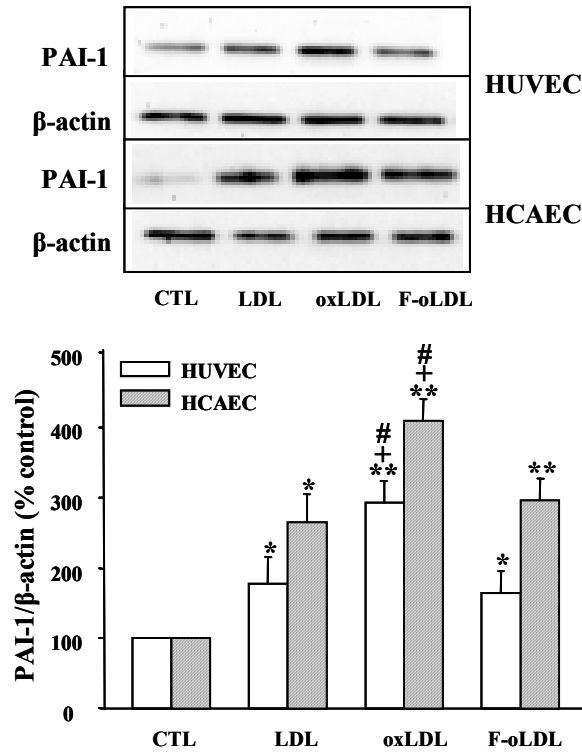 PAI-1
HUVEC
β-actin
PAI-1
HCAEC
β-actin
CTL LDL oxLDL F-oLDL
500
400
300
200
100
0
PAI-1/β-actin (% control)
HUVEC
HCAEC
* *
# + **
# + **
* **
CTL LDL oxLDL F-oLDL